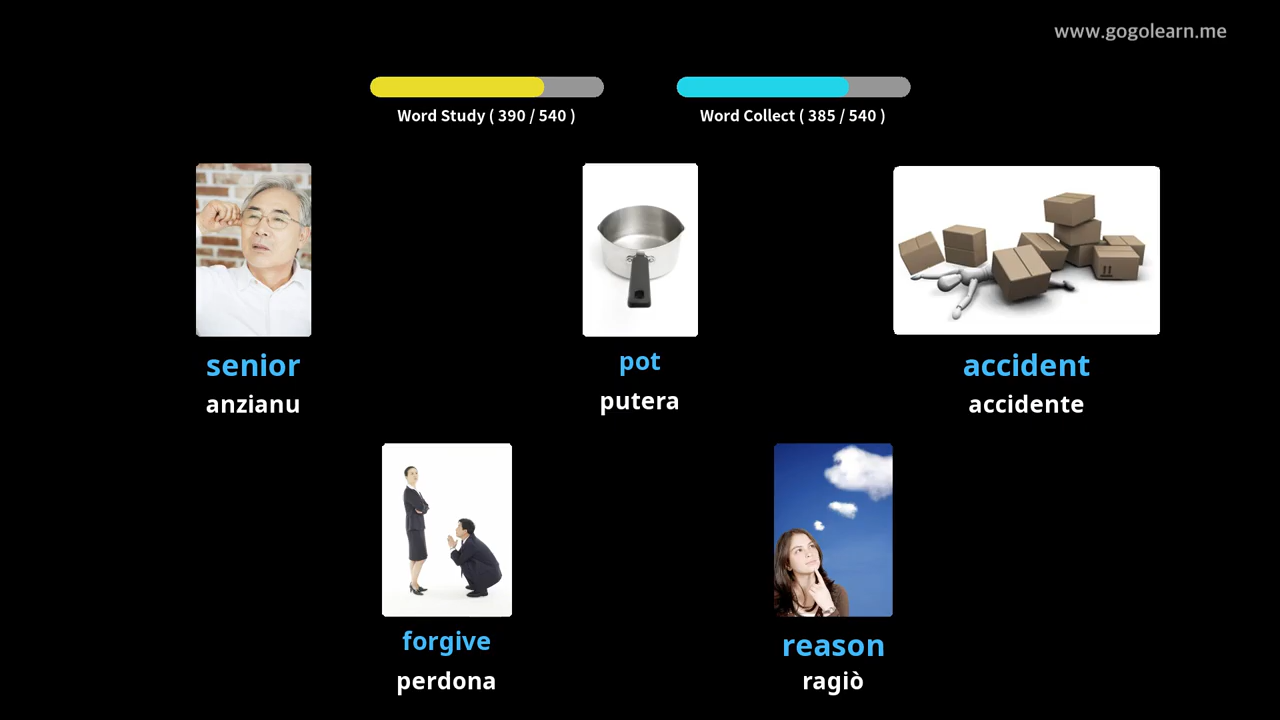 www.gogolearn.me
Word Study ( 390 / 540 )
Word Collect ( 385 / 540 )
senior
anzianu
pot
putera
accident
accidente
forgive
perdona
reason
ragiò